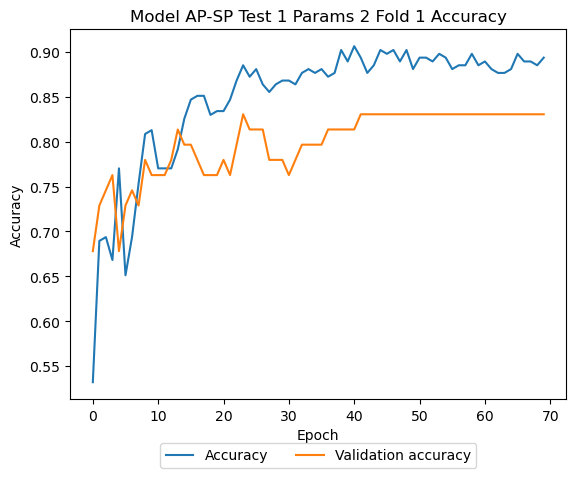 Model AP-SP Test 1 Params 2 Fold 1 Accuracy
0.90
0.85
0.80
0.75
0.70
0.65
0.60
0.55
Accuracy
0 10 20 30 40 50 60 70
Epoch
Accuracy Validation accuracy